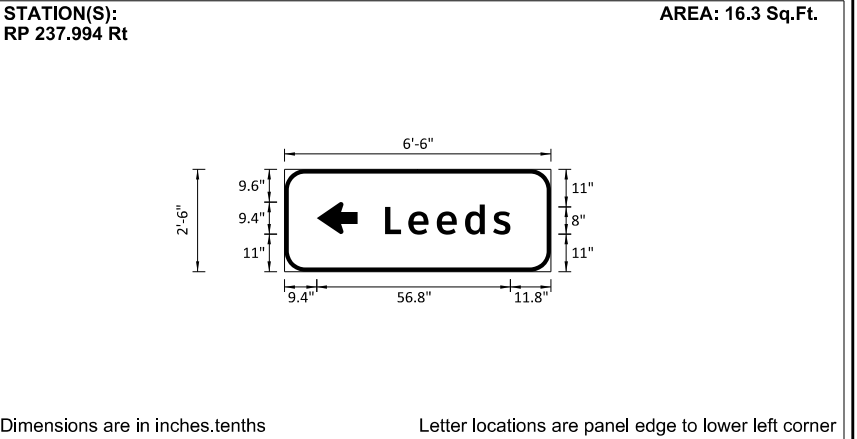 STATION(S): AREA: 16.3 Sq.Ft.
RP 237.994 Rt
6'-6"
2'-6"
9.6"
9.4"
11"
Leeds
11"
8"
11"
9.4" 56.8" 11.8"
Dimensions are in inches.tenths Letter locations are panel edge to lower left corner